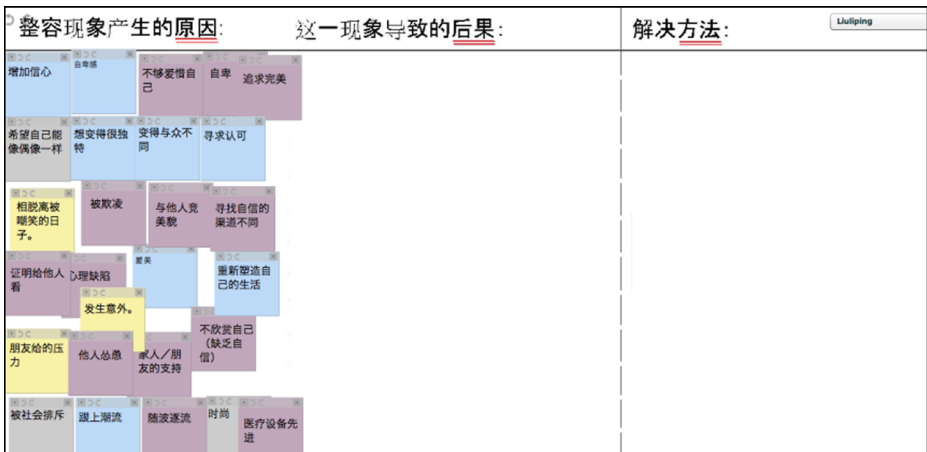 整容现象产生的原因:
这一现象导致的后果:
解决方法:
Liuliping
增加信心
自卑感
不够爱惜自
己
自卑
追求完美
希望自己能
像偶像一样
想变得很独
特
变得与众不
同
寻求认可
相脱离被
嘲笑的日
子。
被欺凌
与他人竞
美貌
寻找自信的
渠道不同
证明给他人
看
心理缺陷
爱美
重新塑造自
己的生活
发生意外。
不欣赏自己
（缺乏自
信）
朋友给的压
力
他人怂恿
家人／朋
友的支持
被社会排斥
跟上潮流
随波逐流
时尚
医疗设备先
进